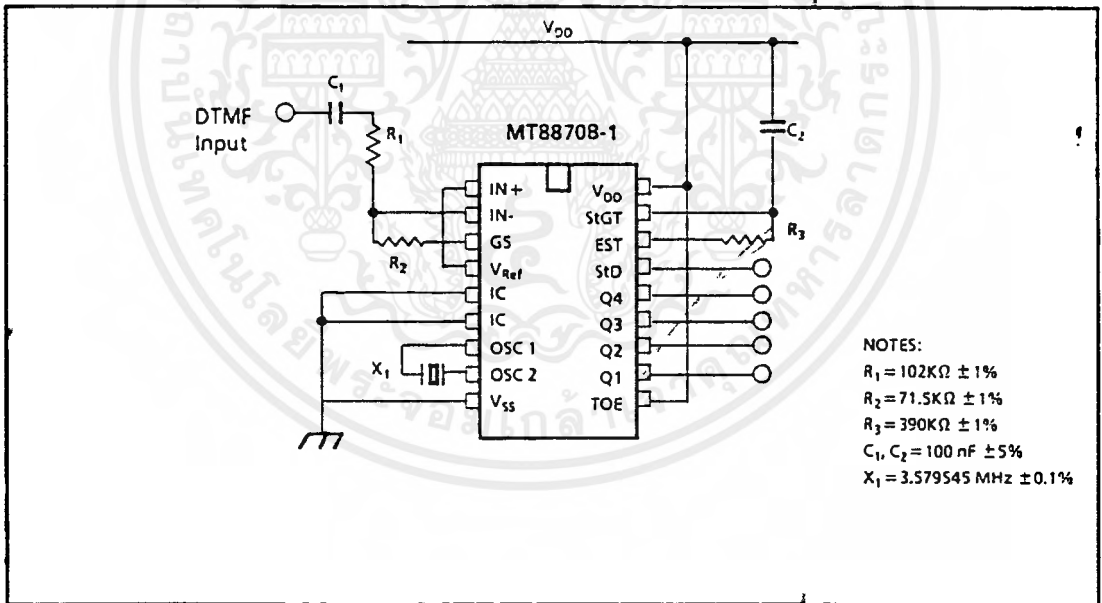 V_DD
C₁
DTMF
Input
R₁
MT8870B-1
C₂
IN+
IN-
GS
V_Ref
IC
IC
OSC 1
OSC 2
V_SS
V_DD
StGT
EST
StD
Q4
Q3
Q2
Q1
TOE
R₂
R₃
X₁
NOTES:
R₁=102KΩ ±1%
R₂=71.5KΩ ±1%
R₃=390KΩ ±1%
C₁, C₂=100 nF ±5%
X₁=3.579545 MHz ±0.1%